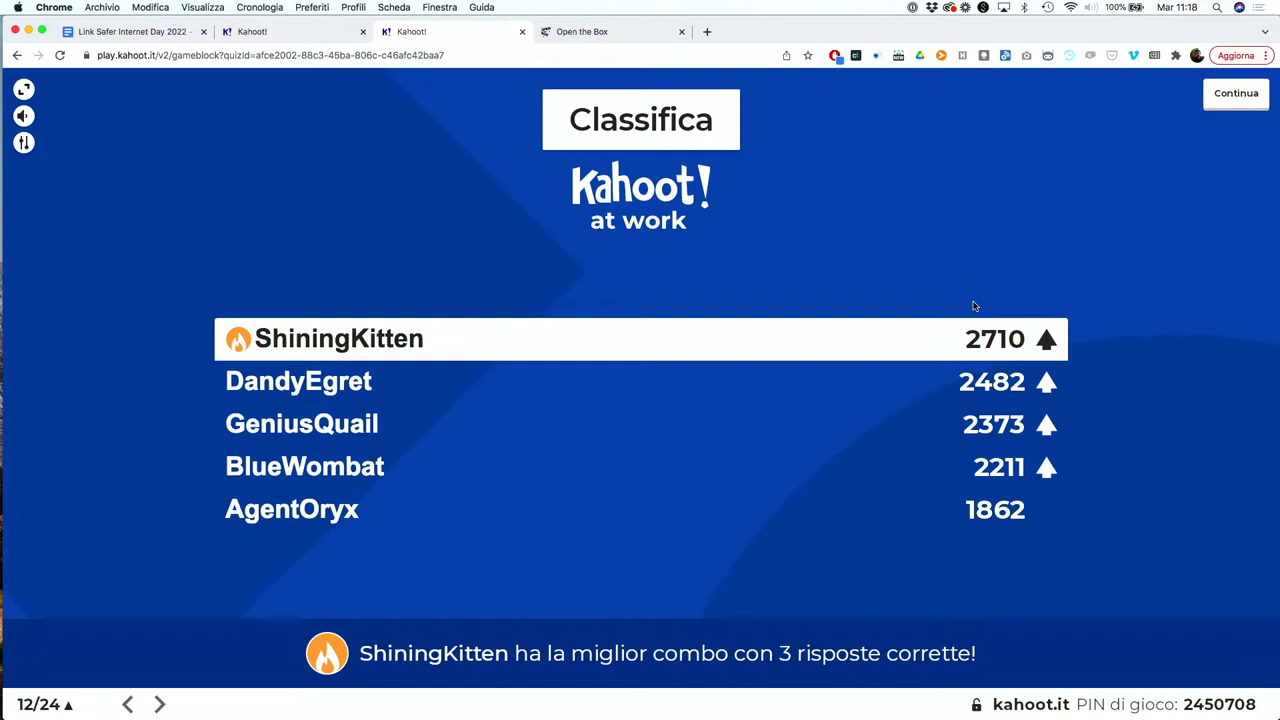 Chrome Archivio Modifica Visualizza Cronologia Preferiti Profili Scheda Finestra Guida 100% Mar 11:18
Link Safer Internet Day 2022 - Kahoot! Kahoot! Open the Box
play.kahoot.it/v2/gameblock?quizId=afce2002-88c3-45ba-806c-c46afc42baa7 Aggiorna
Continua
Classifica
Kahoot!
at work
ShiningKitten 2710
DandyEgret 2482
GeniusQuail 2373
BlueWombat 2211
AgentOryx 1862
ShiningKitten ha la miglior combo con 3 risposte corrette!
12/24 kahoot.it PIN di gioco: 2450708